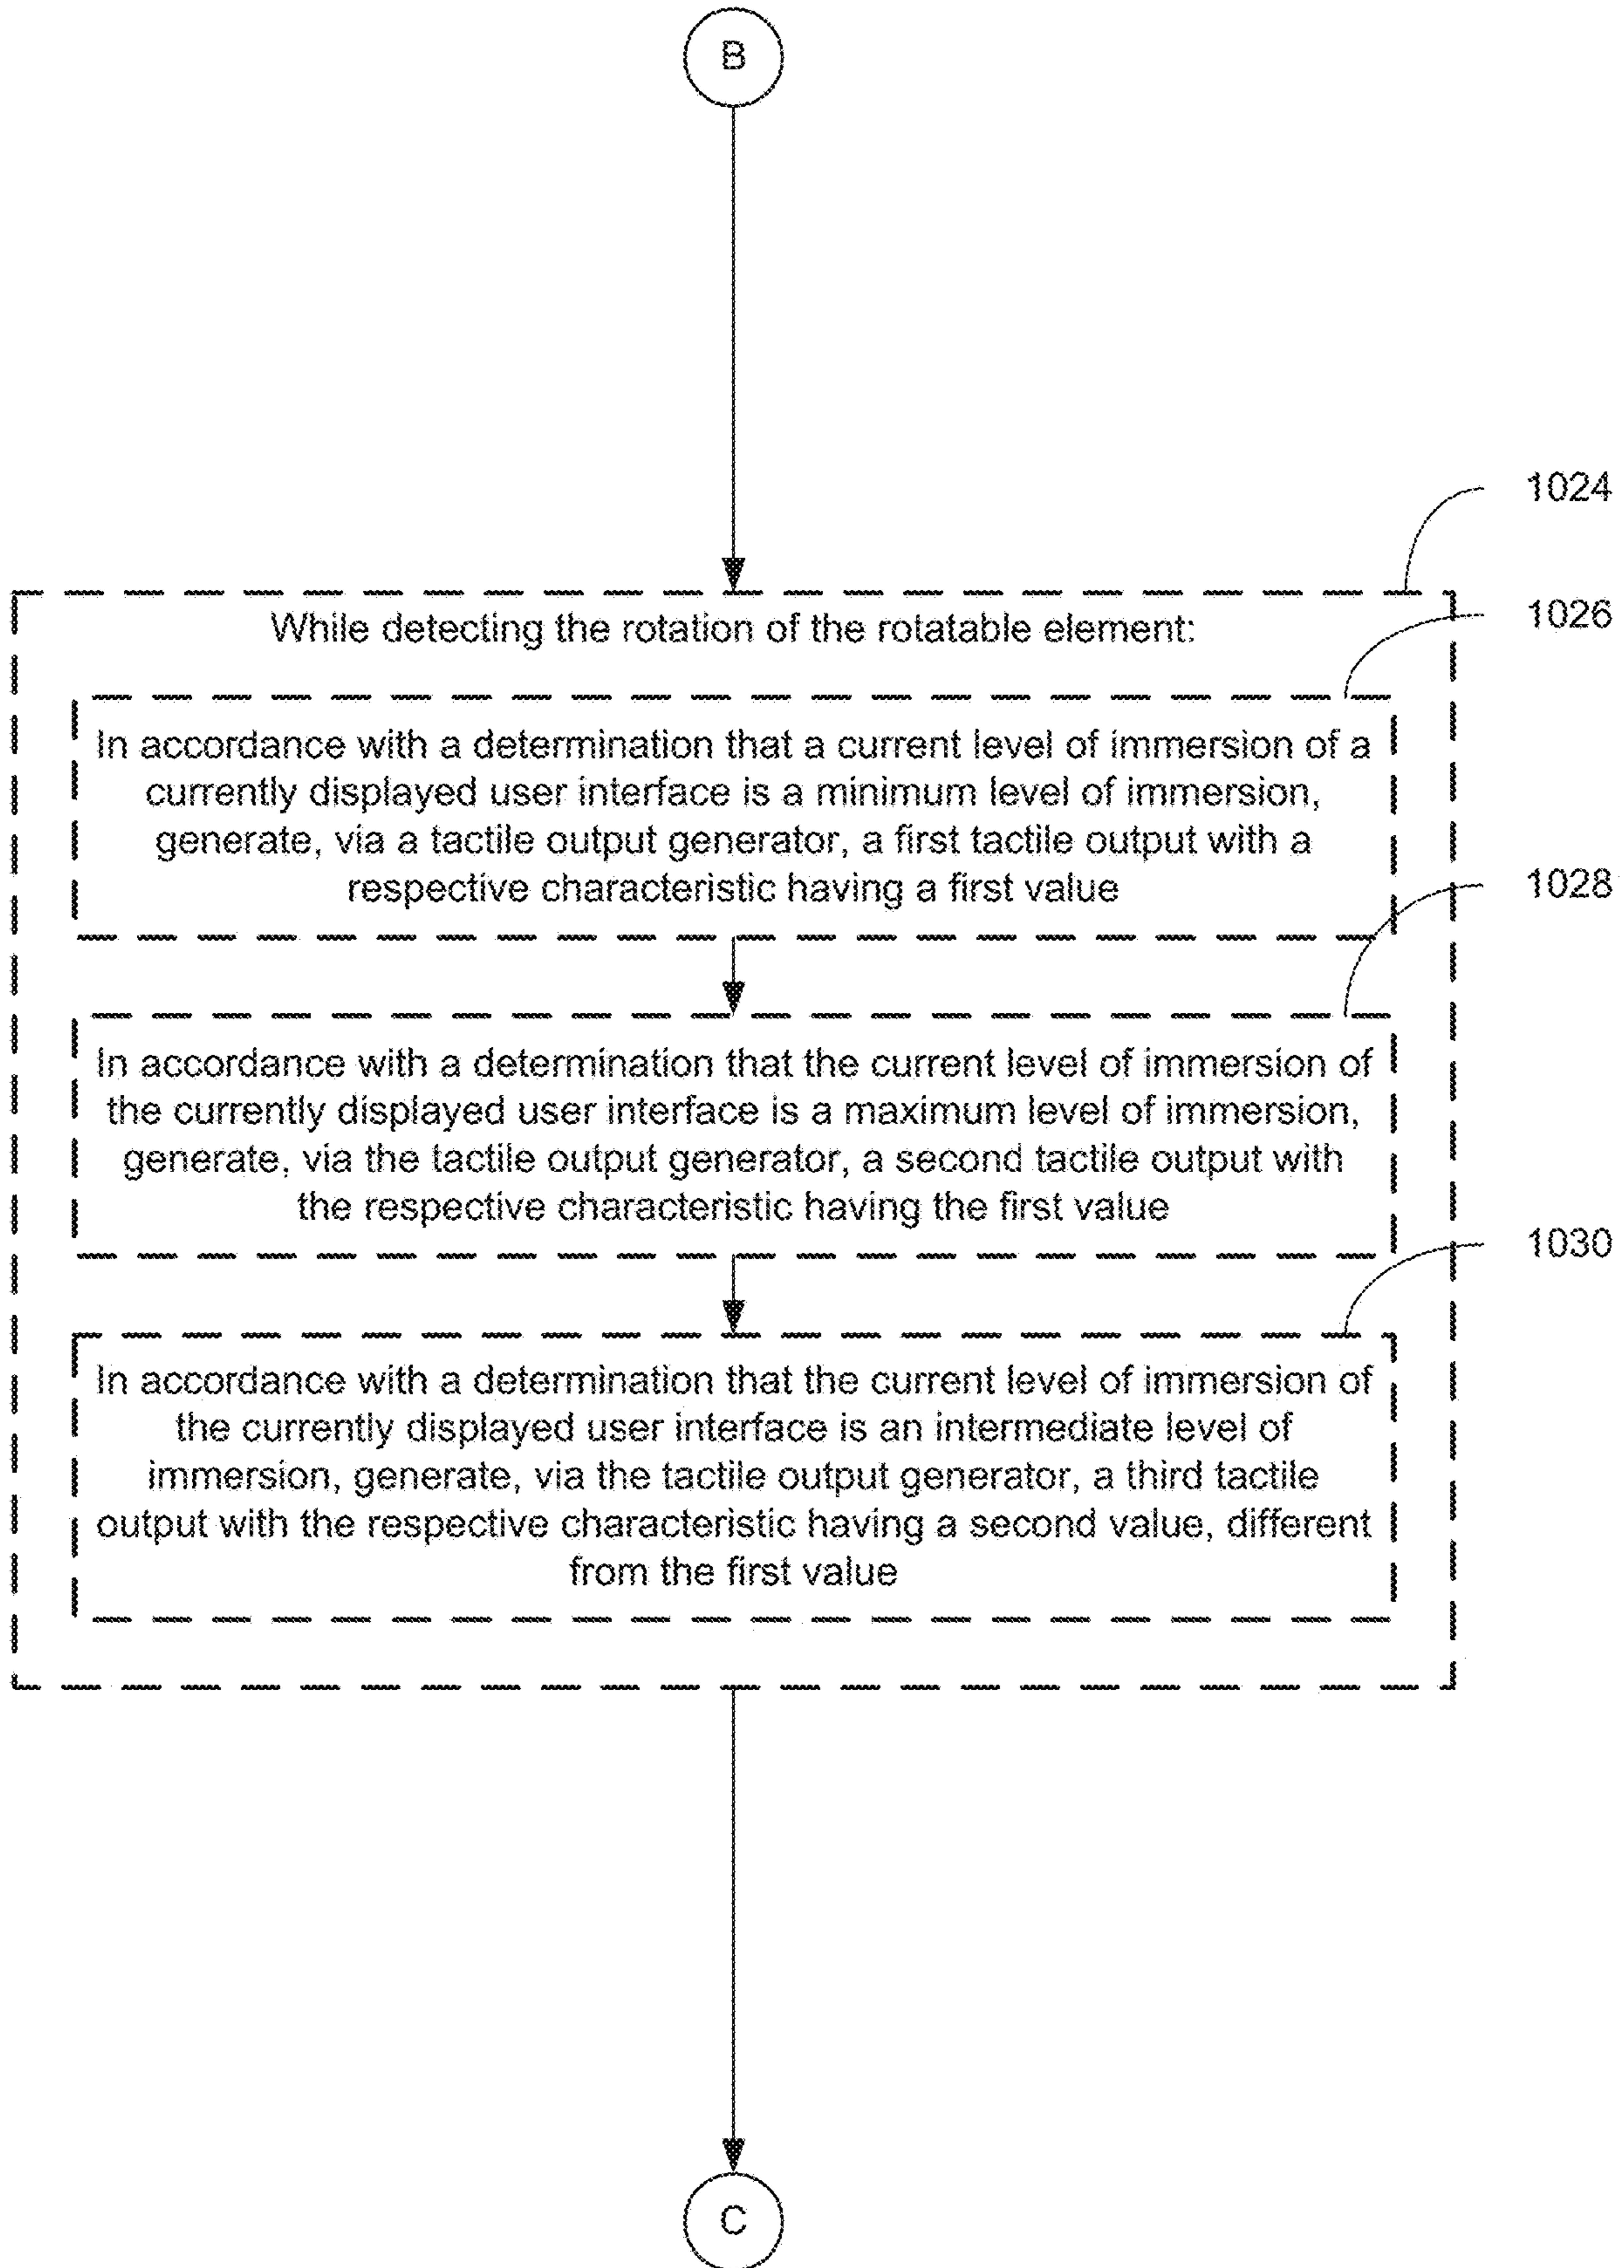 B
1024
While detecting the rotation of the rotatable element:
1026
In accordance with a determination that a current level of immersion of a
currently displayed user interface is a minimum level of immersion,
generate, via a tactile output generator, a first tactile output with a
respective characteristic having a first value
1028
In accordance with a determination that the current level of immersion of
the currently displayed user interface is a maximum level of immersion,
generate, via the tactile output generator, a second tactile output with
the respective characteristic having the first value
1030
In accordance with a determination that the current level of immersion of
the currently displayed user interface is an intermediate level of
immersion, generate, via the tactile output generator, a third tactile
output with the respective characteristic having a second value, different
from the first value
C